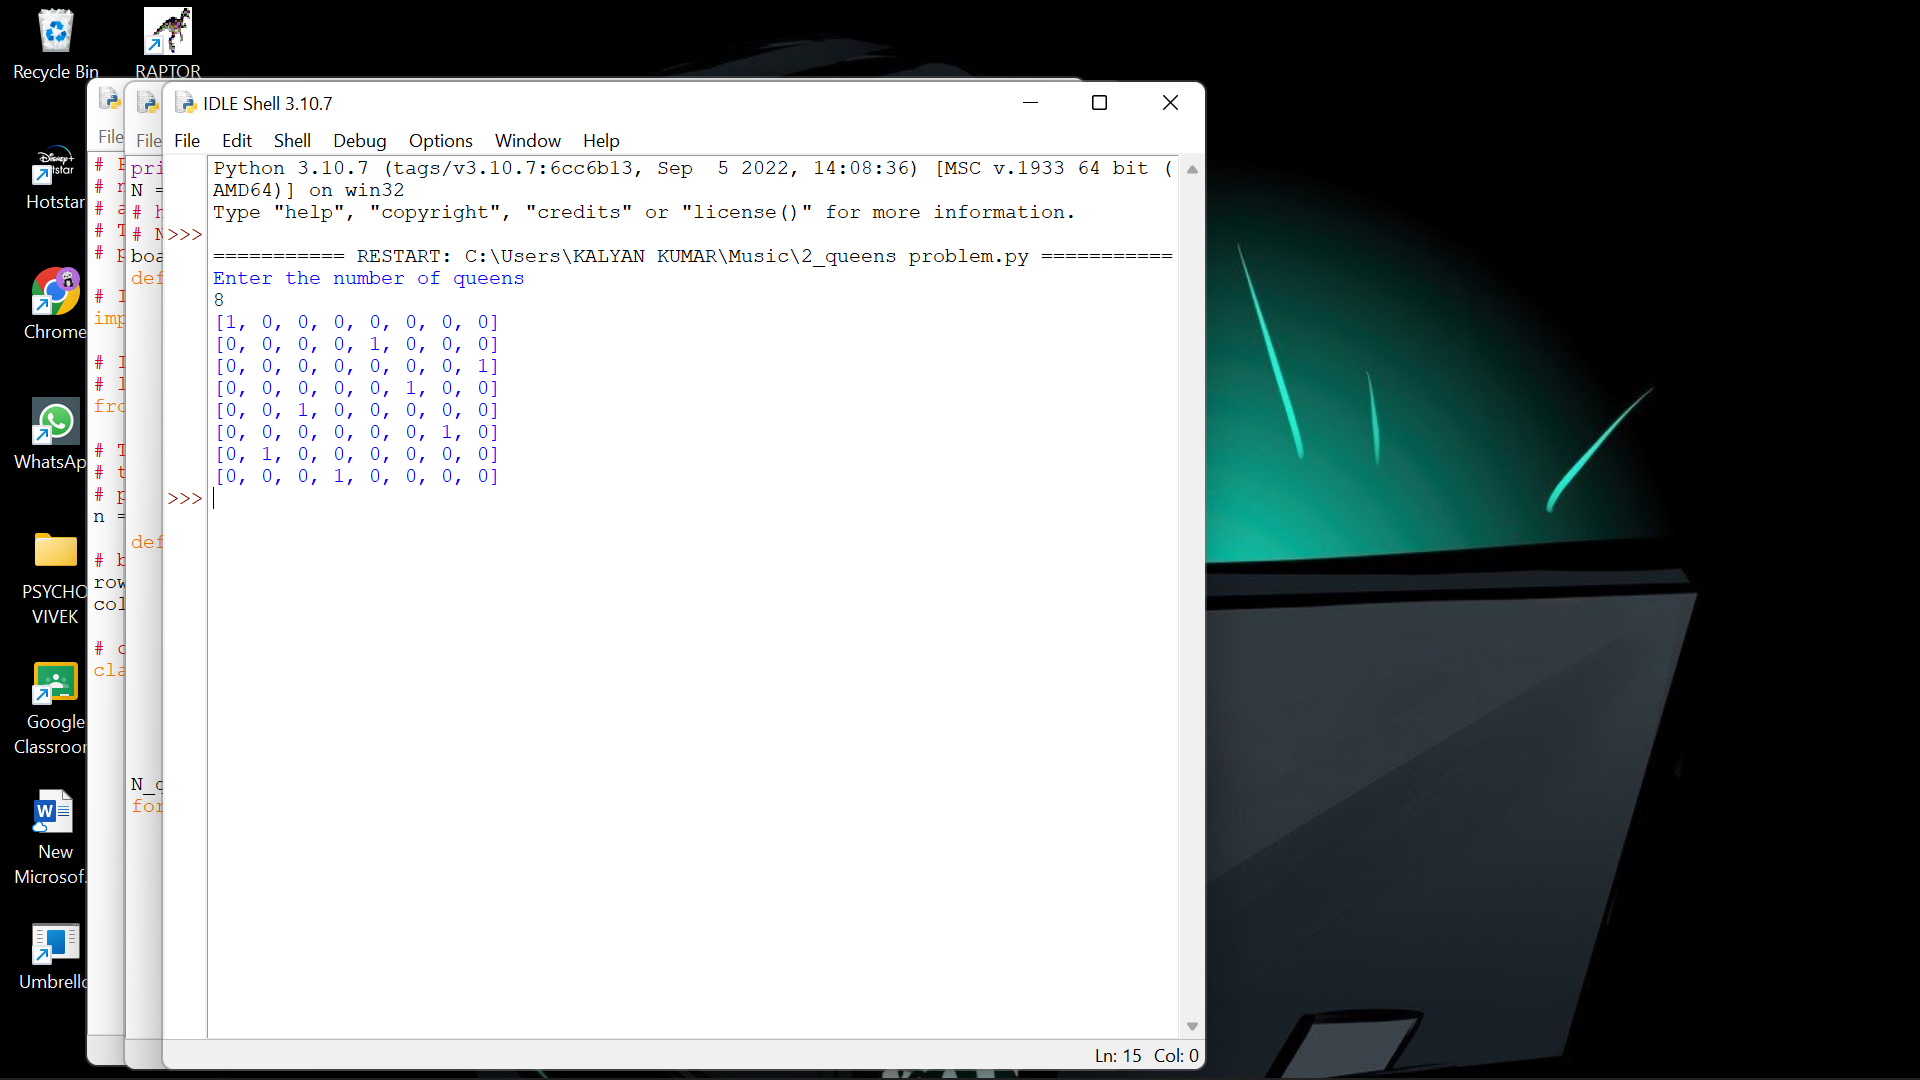 Recycle Bin
RAPTOR
Hotstar
Chrome
WhatsAp
PSYCHO
VIVEK
Google
Classroor
New
Microsof.
File
# 
# 
# a
# T
# p
# I
imp
# I
# l
fro
# T
# t
# p
n =
# b
row
col
# c
cla
File
pri
N =
# h
# N
boa
def
def
N_q
for
IDLE Shell 3.10.7
File Edit Shell Debug Options Window Help
Python 3.10.7 (tags/v3.10.7:6cc6b13, Sep  5 2022, 14:08:36) [MSC v.1933 64 bit (
AMD64)] on win32
Type "help", "copyright", "credits" or "license()" for more information.
>>>
=========== RESTART: C:\Users\KALYAN KUMAR\Music\2_queens problem.py ===========
Enter the number of queens
8
[1, 0, 0, 0, 0, 0, 0, 0]
[0, 0, 0, 0, 1, 0, 0, 0]
[0, 0, 0, 0, 0, 0, 0, 1]
[0, 0, 0, 0, 0, 1, 0, 0]
[0, 0, 1, 0, 0, 0, 0, 0]
[0, 0, 0, 0, 0, 0, 1, 0]
[0, 1, 0, 0, 0, 0, 0, 0]
[0, 0, 0, 1, 0, 0, 0, 0]
>>>
Ln: 15 Col: 0